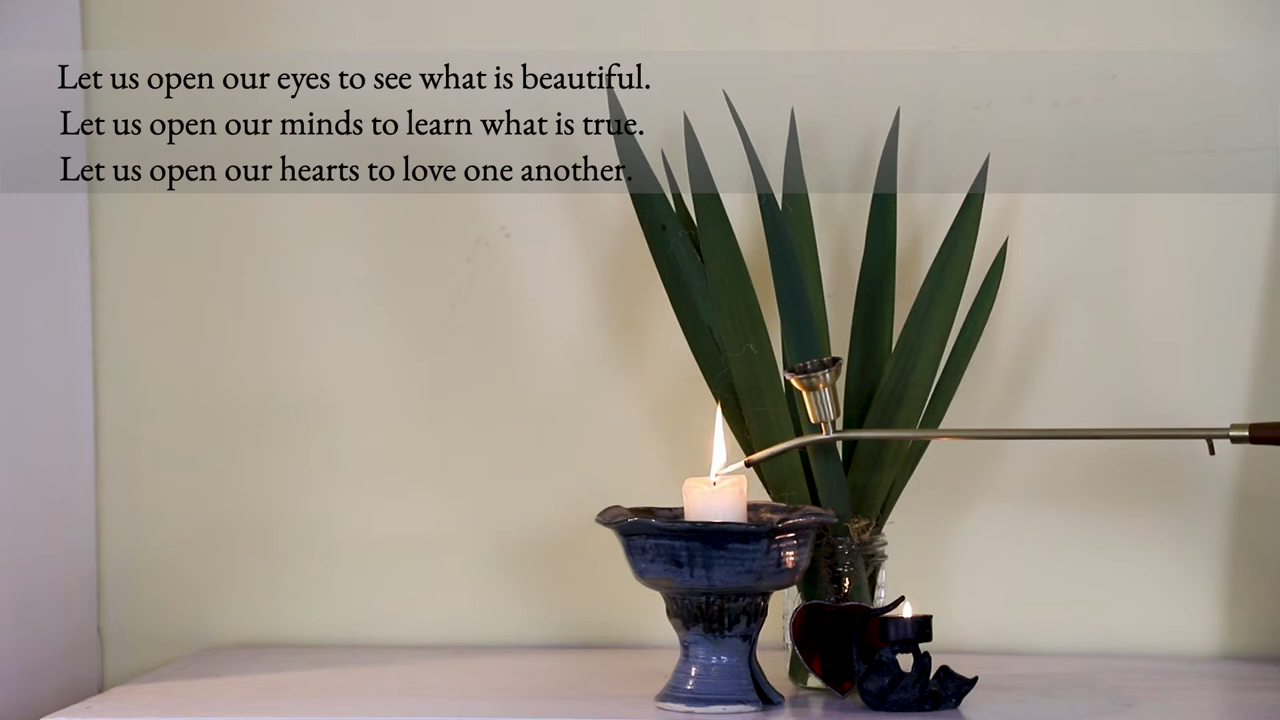 Let us open our eyes to see what is beautiful.
Let us open our minds to learn what is true.
Let us open our hearts to love one another.